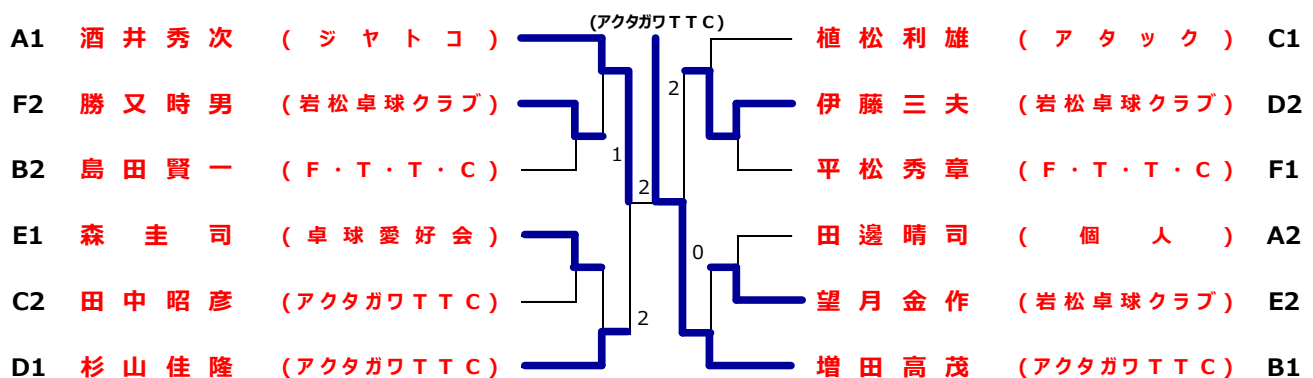 (アクタガワTTC)
A1 酒井秀次 (ジヤトコ)
F2 勝又時男 (岩松卓球クラブ)
B2 島田賢一 (F・T・T・C)
E1 森圭司 (卓球愛好会)
C2 田中昭彦 (アクタガワTTC)
D1 杉山佳隆 (アクタガワTTC)
1
2
2
2
0
植松利雄 (アタック) C1
伊藤三夫 (岩松卓球クラブ) D2
平松秀章 (F・T・T・C) F1
田邊晴司 (個人) A2
望月金作 (岩松卓球クラブ) E2
増田高茂 (アクタガワTTC) B1